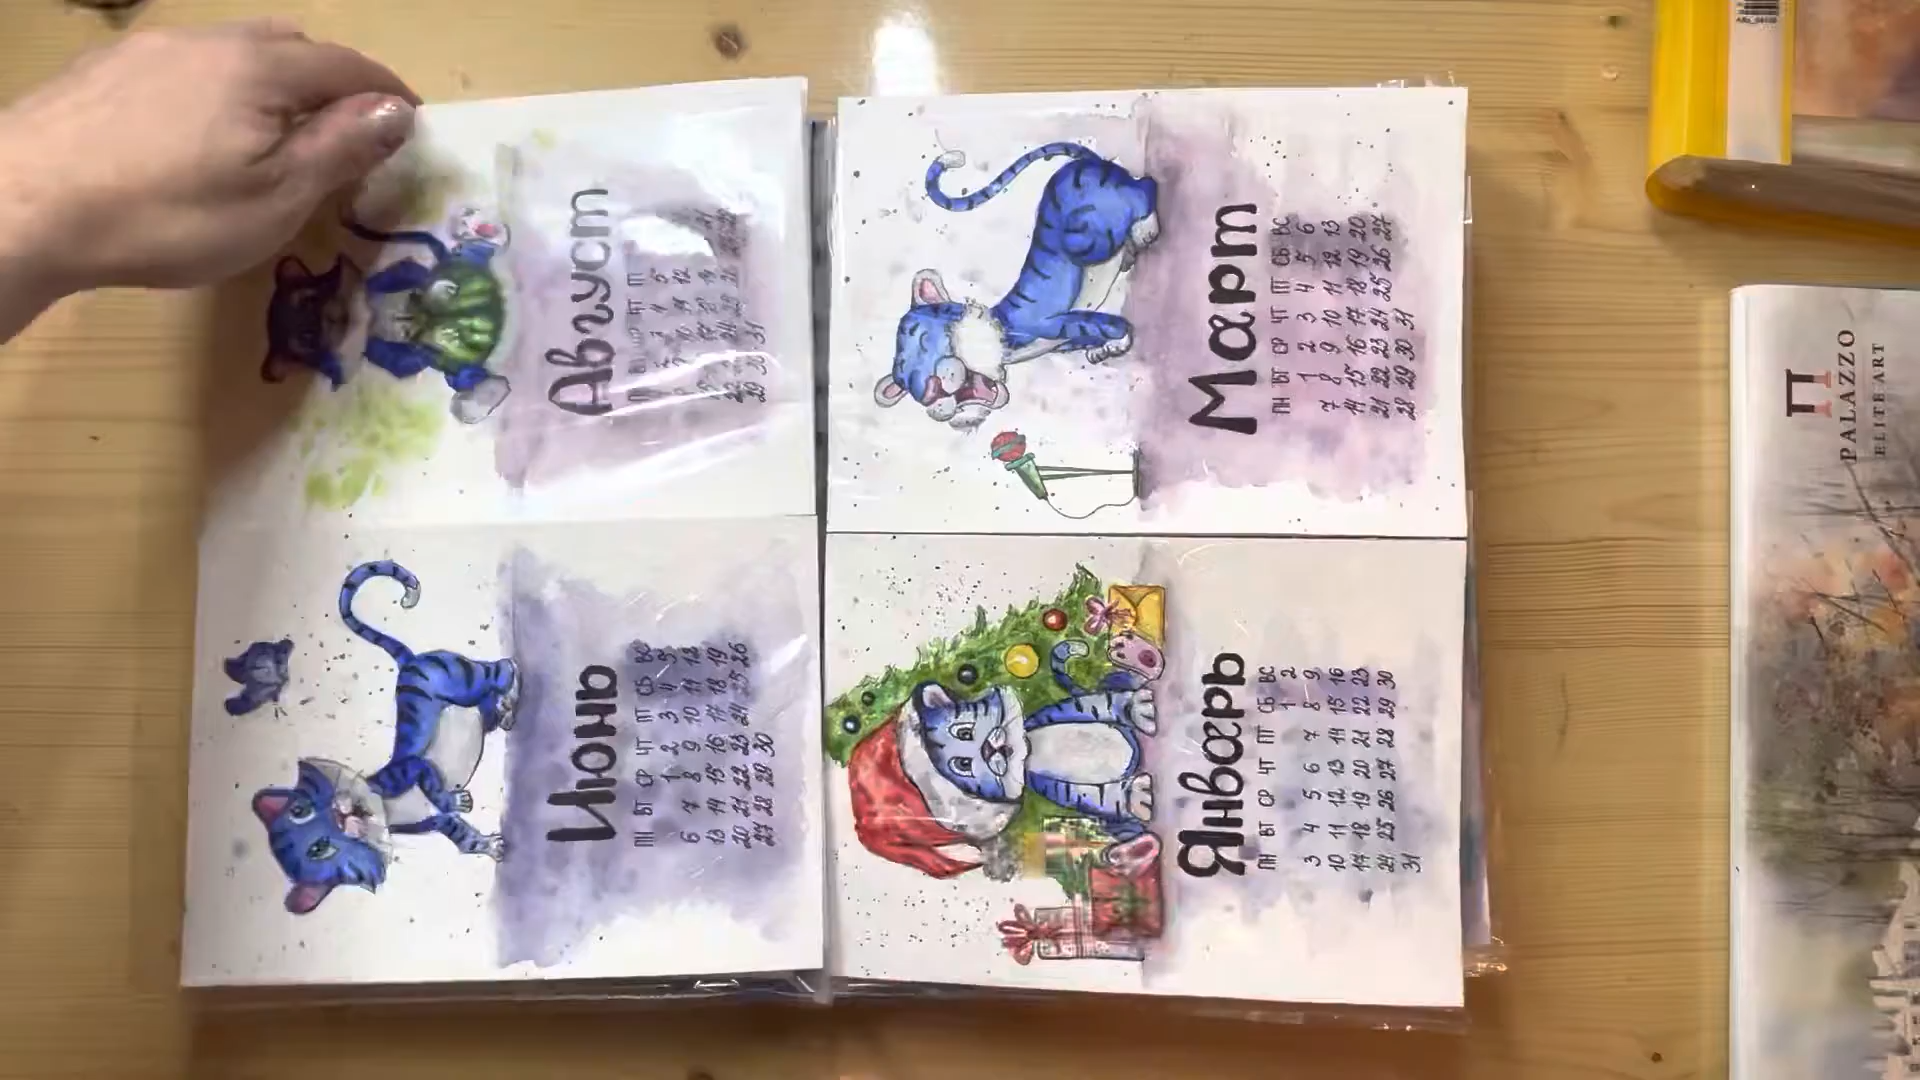 Июнь
ПН ВТ СР ЧТ ПТ СБ ВС
1 2 3 4 5
6 7 8 9 10 11 12
13 14 15 16 17 18 19
20 21 22 23 24 25 26
27 28 29 30
Август
ПТ
5
12
29 30 31
Январь
ПН ВТ СР ЧТ ПТ СБ ВС
1 2
3 4 5 6 7 8 9
10 11 12 13 14 15 16
17 18 19 20 21 22 23
24 25 26 27 28 29 30
31
Март
ПН ВТ СР ЧТ ПТ СБ ВС
1 2 3 4 5 6
7 8 9 10 11 12 13
14 15 16 17 18 19 20
21 22 23 24 25 26 27
28 29 30 31
PALAZZO
ELITE ART